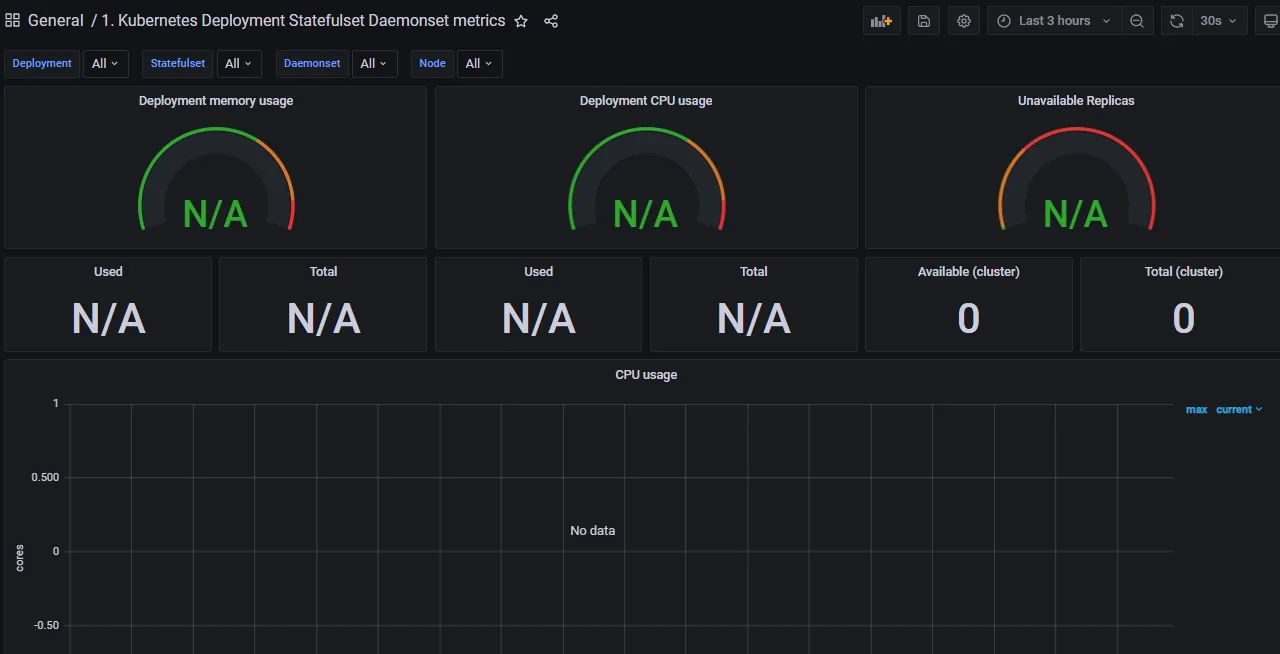 General / 1. Kubernetes Deployment Statefulset Daemonset metrics
Last 3 hours
30s
Deployment All Statefulset All Daemonset All Node All
Deployment memory usage
N/A
Deployment CPU usage
N/A
Unavailable Replicas
N/A
Used
N/A
Total
N/A
Used
N/A
Total
N/A
Available (cluster)
0
Total (cluster)
0
CPU usage
max current
1
0.500
0
-0.50
cores
No data